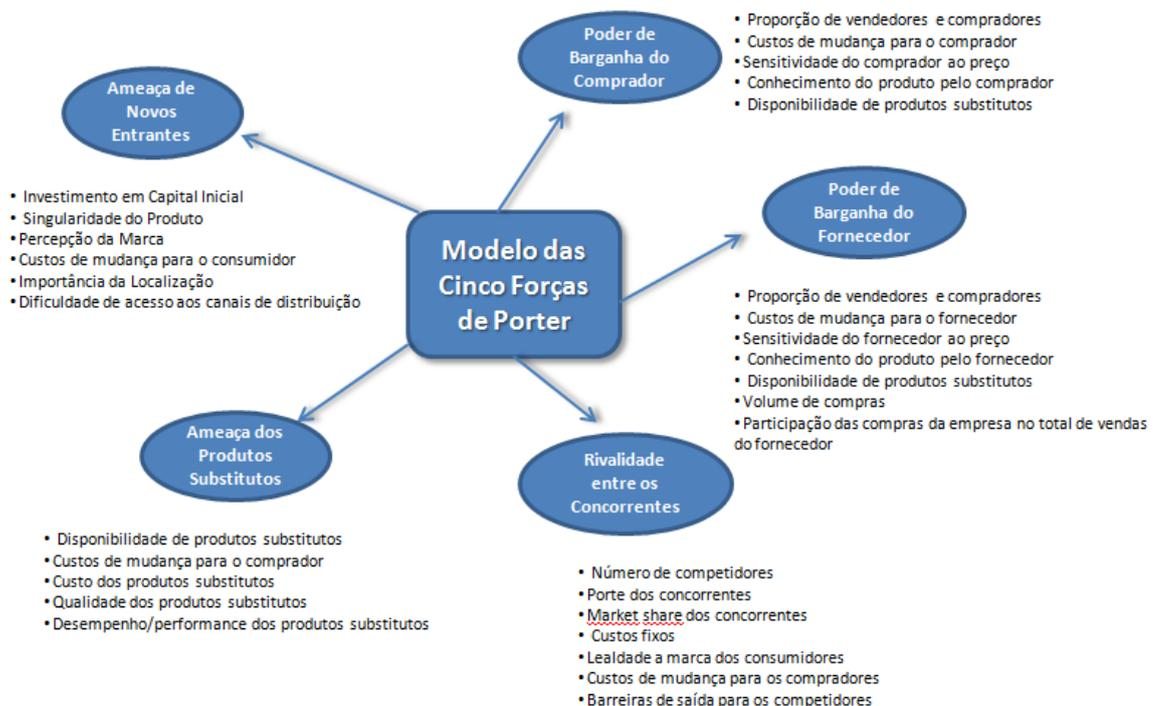 Poder de
Barganha do
Comprador
• Proporção de vendedores e compradores
• Custos de mudança para o comprador
• Sensitividade do comprador ao preço
• Conhecimento do produto pelo comprador
• Disponibilidade de produtos substitutos
Ameaça de
Novos
Entrantes
• Investimento em Capital Inicial
• Singularidade do Produto
• Percepção da Marca
• Custos de mudança para o consumidor
• Importância da Localização
• Dificuldade de acesso aos canais de distribuição
Modelo das
Cinco Forças
de Porter
Poder de
Barganha do
Fornecedor
• Proporção de vendedores e compradores
• Custos de mudança para o fornecedor
• Sensitividade do fornecedor ao preço
• Conhecimento do produto pelo fornecedor
• Disponibilidade de produtos substitutos
• Volume de compras
• Participação das compras da empresa no total de vendas
do fornecedor
Ameaça dos
Produtos
Substitutos
• Disponibilidade de produtos substitutos
• Custos de mudança para o comprador
• Custo dos produtos substitutos
• Qualidade dos produtos substitutos
• Desempenho/performance dos produtos substitutos
Rivalidade
entre os
Concorrentes
• Número de competidores
• Porte dos concorrentes
• Market share dos concorrentes
• Custos fixos
• Lealdade a marca dos consumidores
• Custos de mudança para os compradores
• Barreiras de saída para os competidores